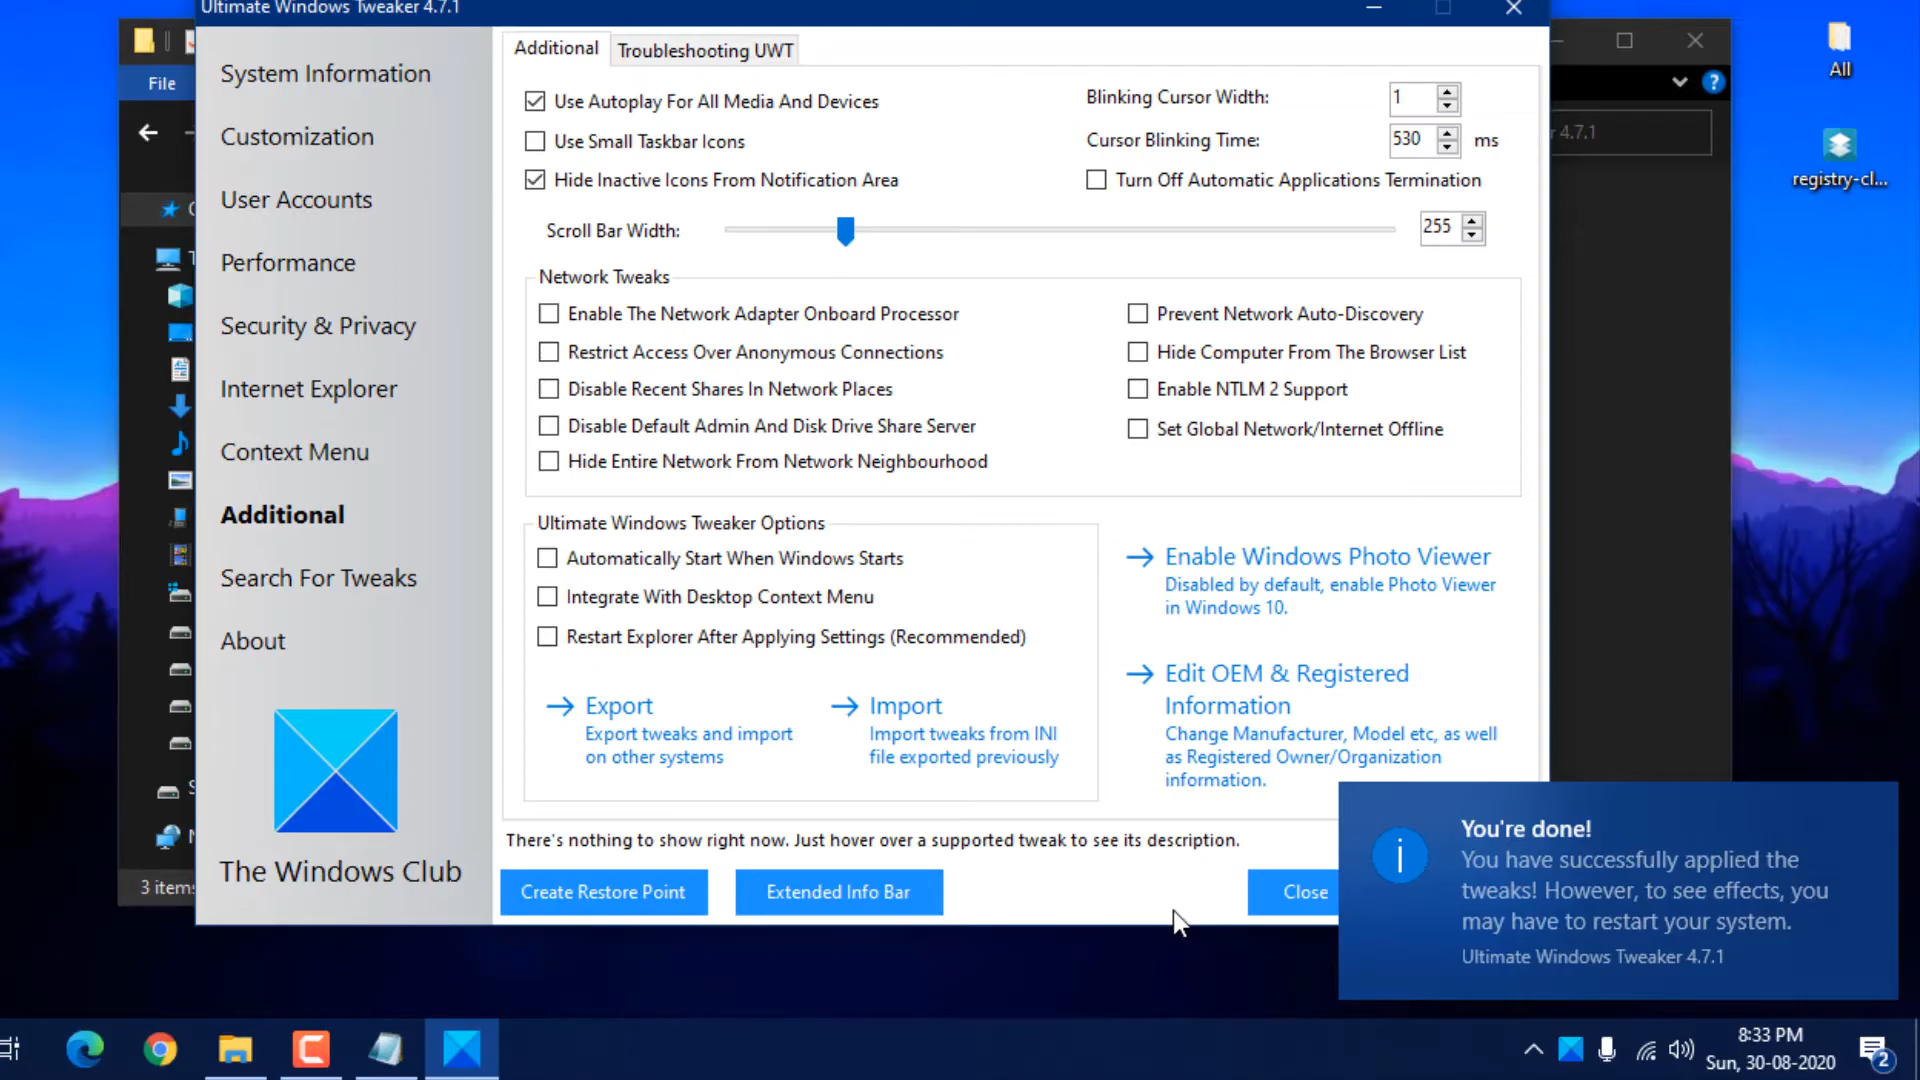 Ultimate Windows Tweaker 4.7.1
File
System Information
Customization
User Accounts
Performance
Security & Privacy
Internet Explorer
Context Menu
Additional
Search For Tweaks
About
The Windows Club
3 items
Additional
Troubleshooting UWT
Use Autoplay For All Media And Devices
Use Small Taskbar Icons
Hide Inactive Icons From Notification Area
Blinking Cursor Width:
1
Cursor Blinking Time:
530
ms
Turn Off Automatic Applications Termination
Scroll Bar Width:
255
Network Tweaks
Enable The Network Adapter Onboard Processor
Restrict Access Over Anonymous Connections
Disable Recent Shares In Network Places
Disable Default Admin And Disk Drive Share Server
Hide Entire Network From Network Neighbourhood
Prevent Network Auto-Discovery
Hide Computer From The Browser List
Enable NTLM 2 Support
Set Global Network/Internet Offline
Ultimate Windows Tweaker Options
Automatically Start When Windows Starts
Integrate With Desktop Context Menu
Restart Explorer After Applying Settings (Recommended)
Export
Export tweaks and import
on other systems
Import
Import tweaks from INI
file exported previously
Enable Windows Photo Viewer
Disabled by default, enable Photo Viewer
in Windows 10.
Edit OEM & Registered
Information
Change Manufacturer, Model etc, as well
as Registered Owner/Organization
information.
There's nothing to show right now. Just hover over a supported tweak to see its description.
Create Restore Point
Extended Info Bar
Close
r 4.7.1
All
registry-cl...
You're done!
You have successfully applied the
tweaks! However, to see effects, you
may have to restart your system.
Ultimate Windows Tweaker 4.7.1
8:33 PM
Sun, 30-08-2020
2